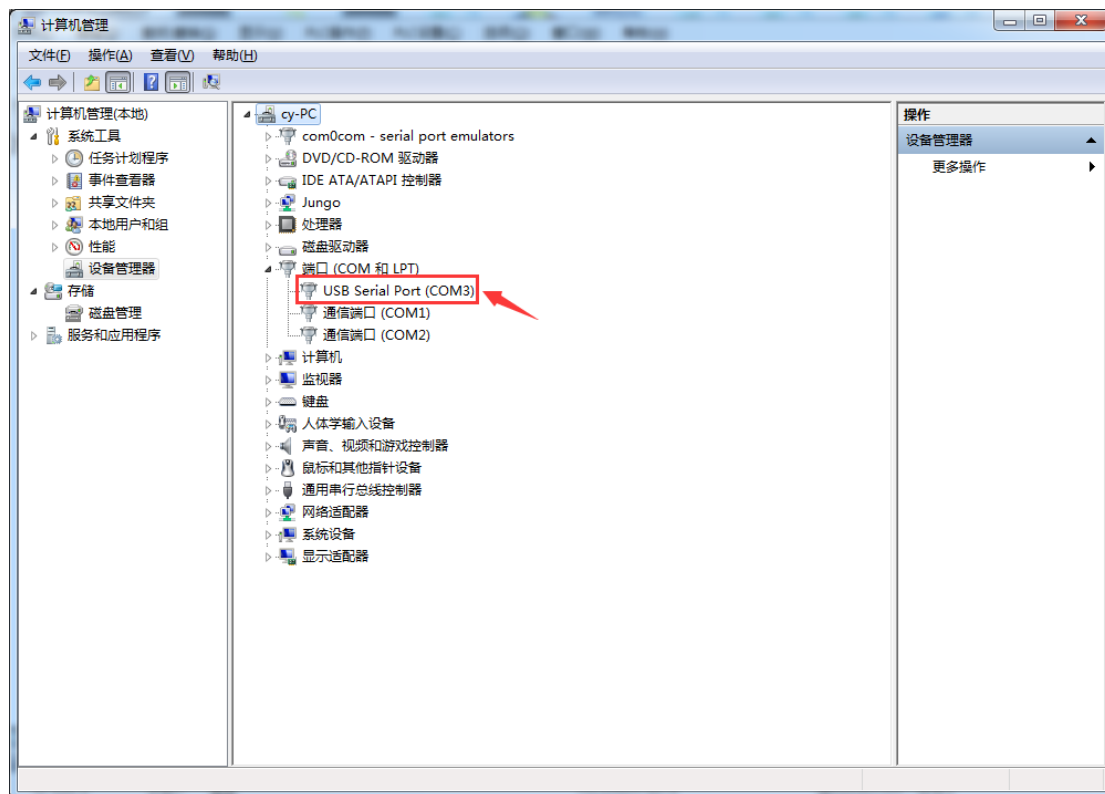 计算机管理
文件(F) 操作(A) 查看(V) 帮助(H)
计算机管理(本地)
系统工具
任务计划程序
事件查看器
共享文件夹
本地用户和组
性能
设备管理器
存储
磁盘管理
服务和应用程序
cy-PC
com0com - serial port emulators
DVD/CD-ROM 驱动器
IDE ATA/ATAPI 控制器
Jungo
处理器
磁盘驱动器
端口 (COM 和 LPT)
USB Serial Port (COM3)
通信端口 (COM1)
通信端口 (COM2)
计算机
监视器
键盘
人体学输入设备
声音、视频和游戏控制器
鼠标和其他指针设备
通用串行总线控制器
网络适配器
系统设备
显示适配器
操作
设备管理器
更多操作